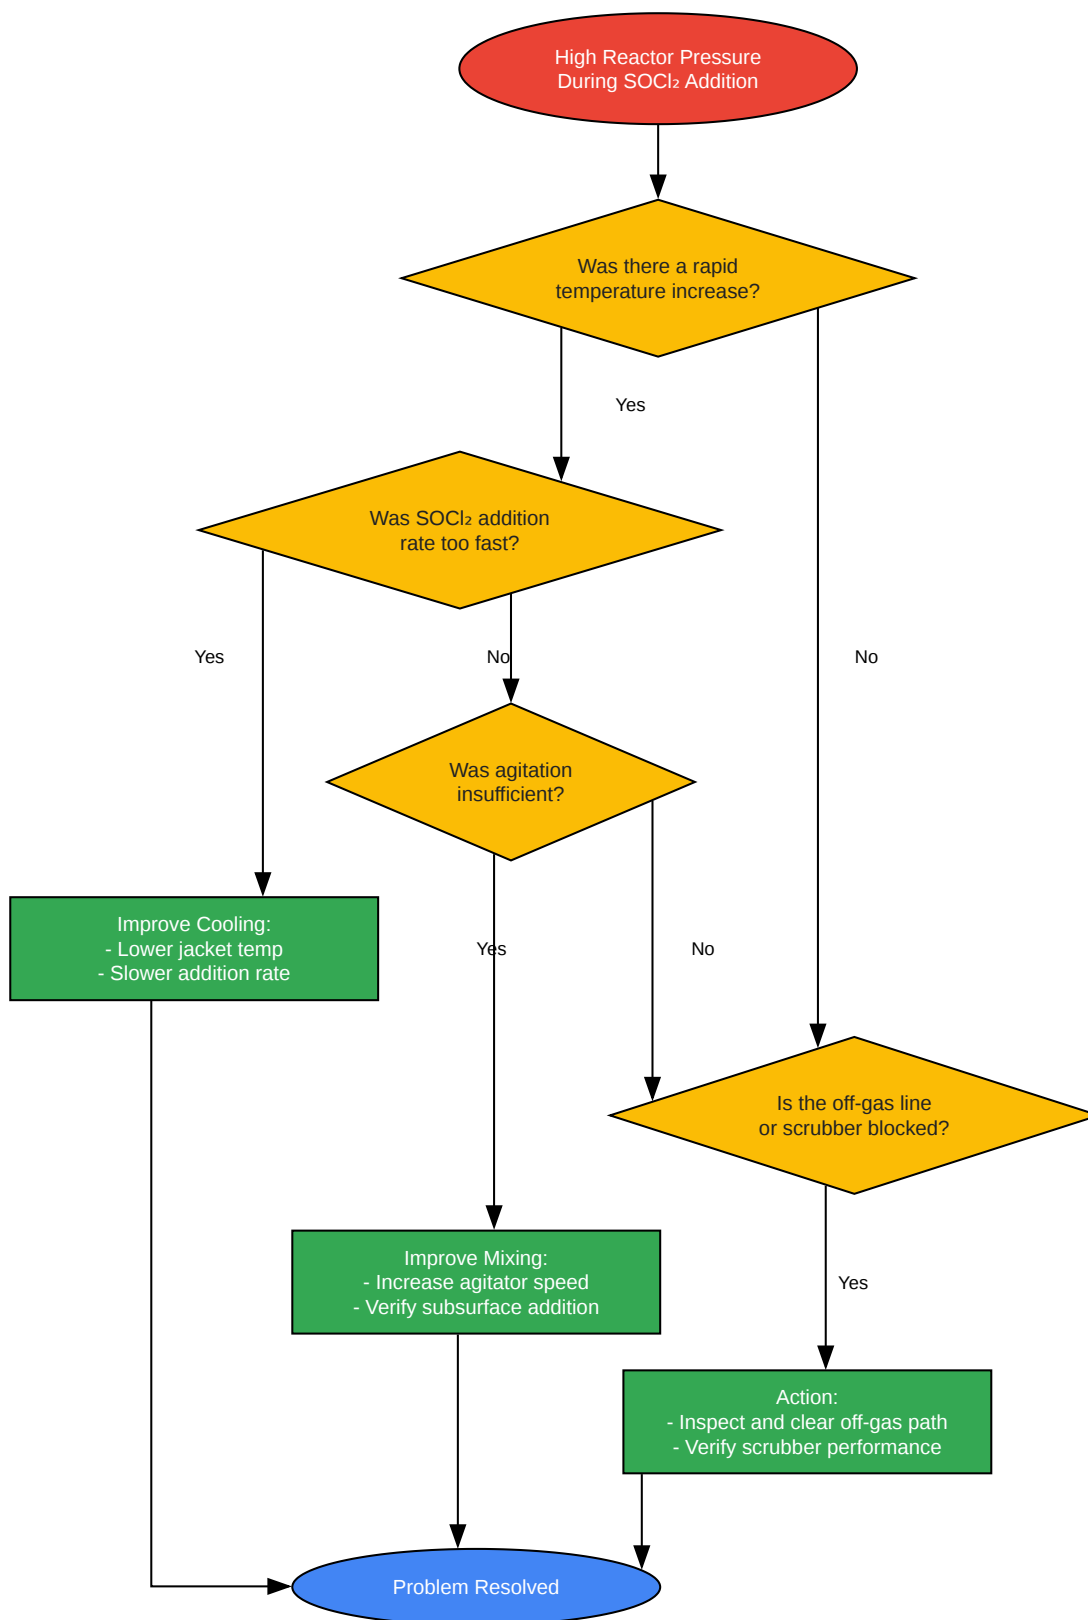 High Reactor Pressure
During SOCl₂ Addition
Was there a rapid
temperature increase?
Yes
Was SOCl₂ addition
rate too fast?
Yes
No
No
Was agitation
insufficient?
Improve Cooling:
- Lower jacket temp
- Slower addition rate
Yes
No
Is the off-gas line
or scrubber blocked?
Improve Mixing:
- Increase agitator speed
- Verify subsurface addition
Yes
Action:
- Inspect and clear off-gas path
- Verify scrubber performance
Problem Resolved